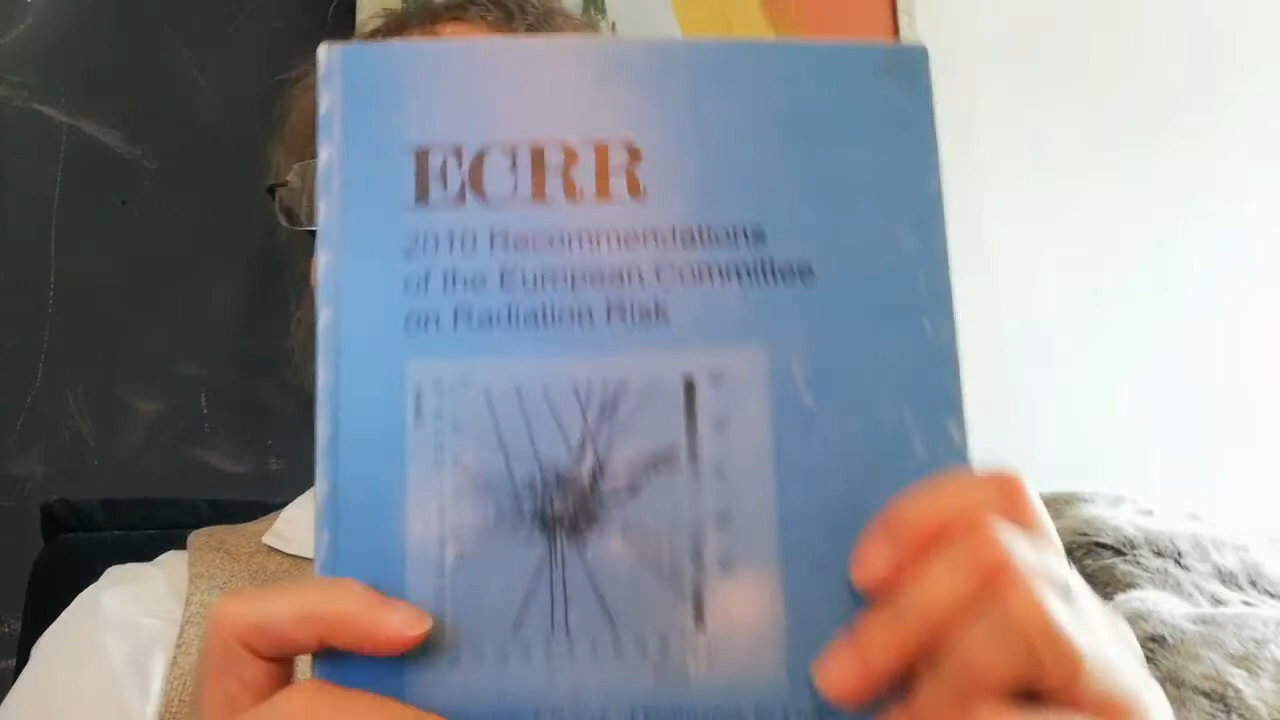 ECRR
2010 Recommendations
of the European Committee
on Radiation Risk